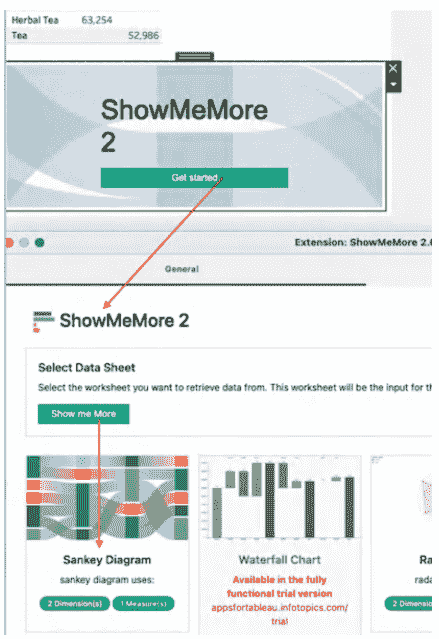 Herbal Tea 63,254
Tea 52,986
ShowMeMore
2
Get started
Extension: ShowMeMore 2.
General
ShowMeMore 2
Select Data Sheet
Select the worksheet you want to retrieve data from. This worksheet will be the input for
Show me More
Sankey Diagram
sankey diagram uses:
2 Dimension(s) 1 Measure(s)
Waterfall Chart
Available in the fully
functional trial version
appsfortableau.infotopics.com/
trial
Ra
rada
2 Dimens